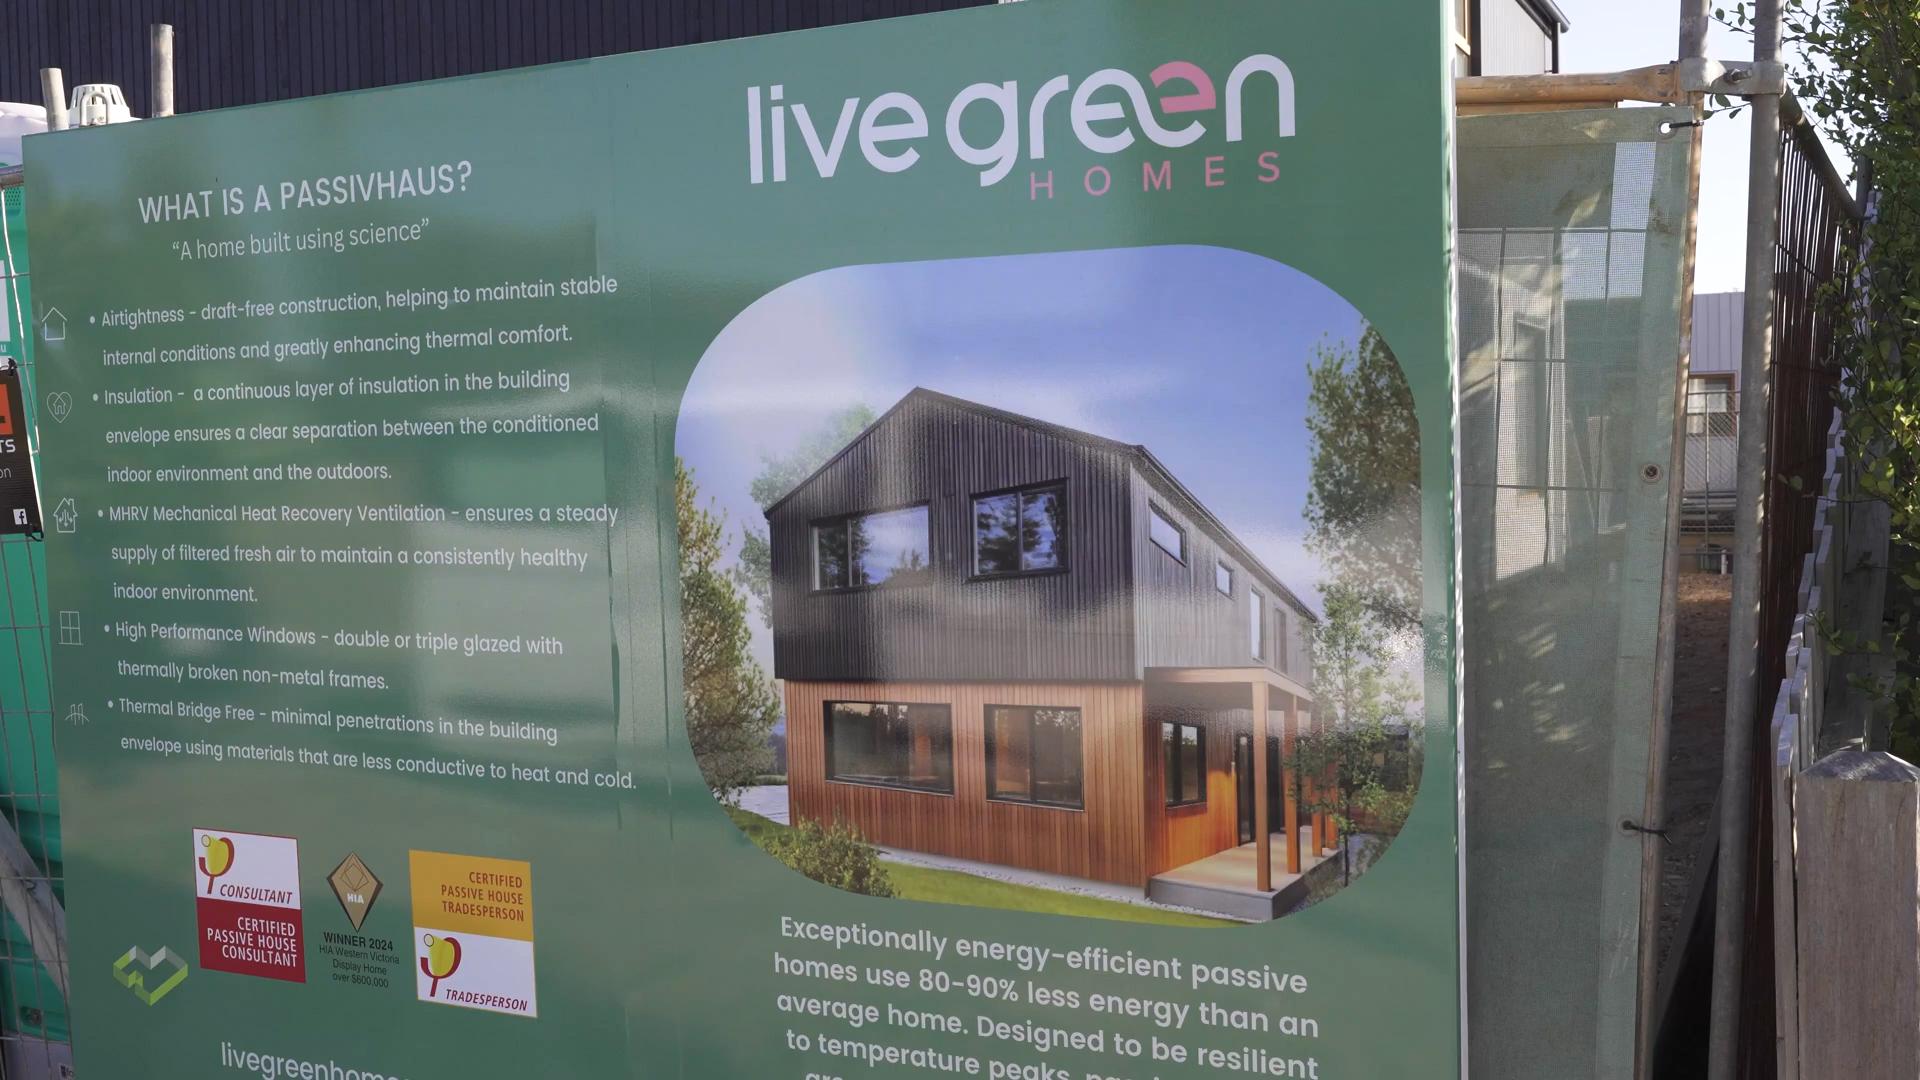 WHAT IS A PASSIVHAUS?
“A home built using science”
• Airtightness - draft-free construction, helping to maintain stable
internal conditions and greatly enhancing thermal comfort.
• Insulation - a continuous layer of insulation in the building
envelope ensures a clear separation between the conditioned
indoor environment and the outdoors.
• MHRV Mechanical Heat Recovery Ventilation - ensures a steady
supply of filtered fresh air to maintain a consistently healthy
indoor environment.
• High Performance Windows - double or triple glazed with
thermally broken non-metal frames.
• Thermal Bridge Free - minimal penetrations in the building
envelope using materials that are less conductive to heat and cold.
CONSULTANT
CERTIFIED
PASSIVE HOUSE
CONSULTANT
HIA
WINNER 2024
HIA Western Victoria
Display Home
over $600,000
CERTIFIED
PASSIVE HOUSE
TRADESPERSON
TRADESPERSON
live green
HOMES
Exceptionally energy-efficient passive
homes use 80-90% less energy than an
average home. Designed to be resilient
to temperature peaks,